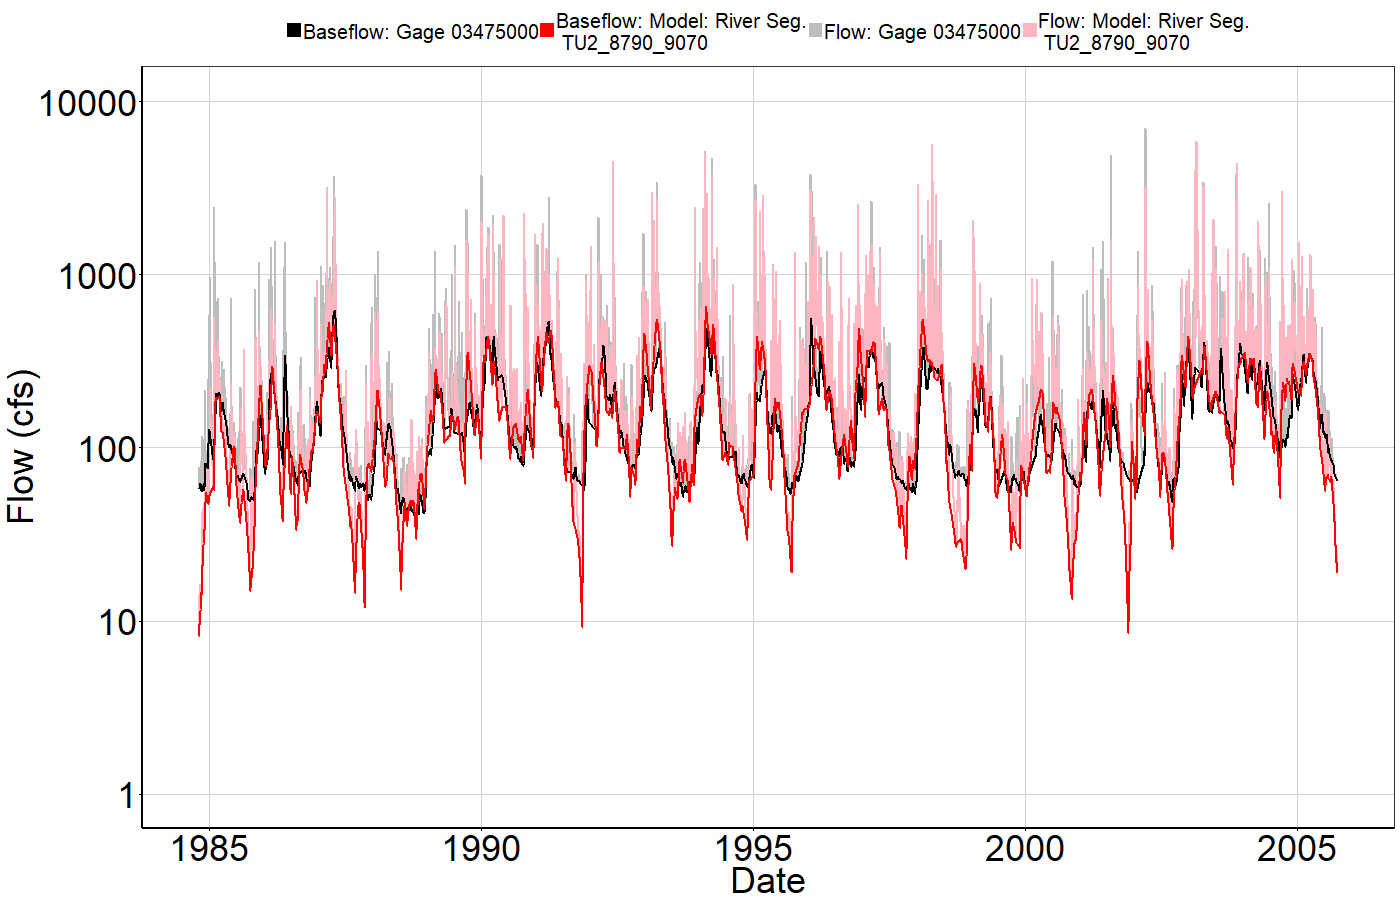 Baseflow: Gage 03475000
Baseflow: Model: River Seg.
TU2_8790_9070
Flow: Gage 03475000
Flow: Model: River Seg.
TU2_8790_9070
10000
1000
100
10
1
Flow (cfs)
1985
1990
1995
2000
2005
Date